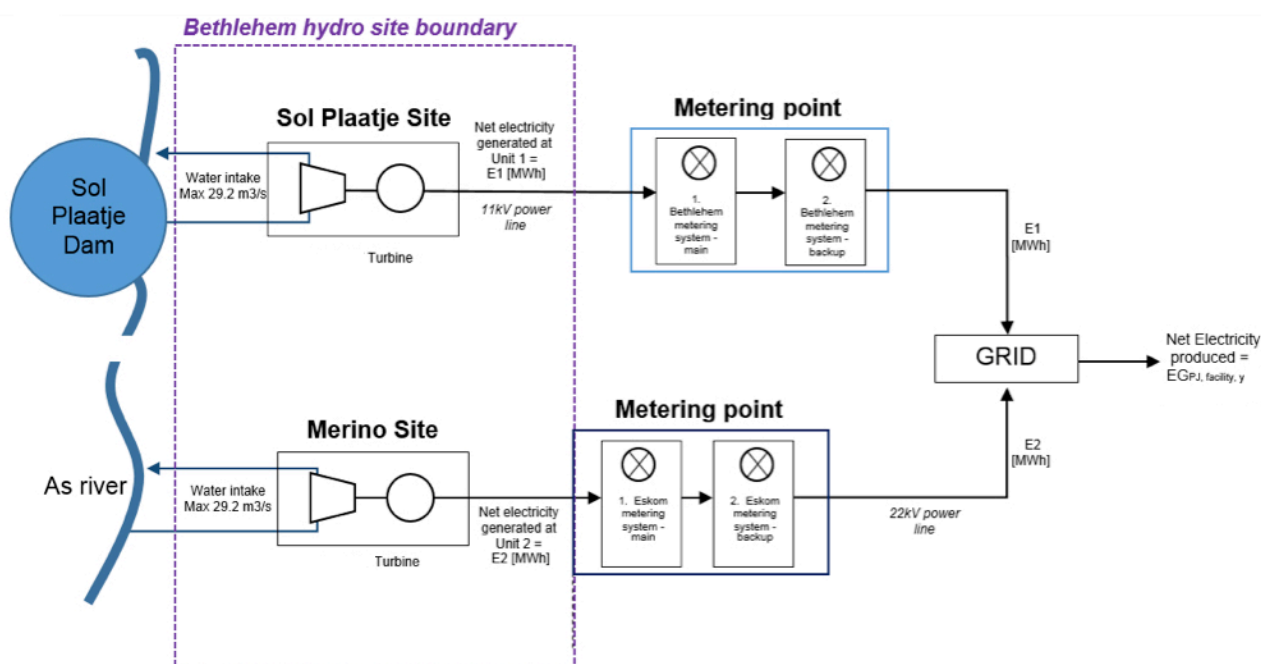 Bethlehem hydro site boundary
Sol Plaatje Site
Metering point
Net electricity
generated at
Unit 1 =
E1 [MWh]
Water intake
Max 29.2 m3/s
Sol
Plaatje
Dam
11kV power
line
Turbine
1.
Bethlehem
metering
system -
main
2.
Bethlehem
metering
system -
backup
E1
[MWh]
GRID
Net Electricity
produced =
EGPJ, facility, y
Metering point
Merino Site
E2
[MWh]
As river
Water intake
Max 29.2 m3/s
Net electricity
generated at
Unit 2 =
E2 [MWh]
Turbine
1. Eskom
metering
system -
main
2. Eskom
metering
system -
backup
22kV power
line